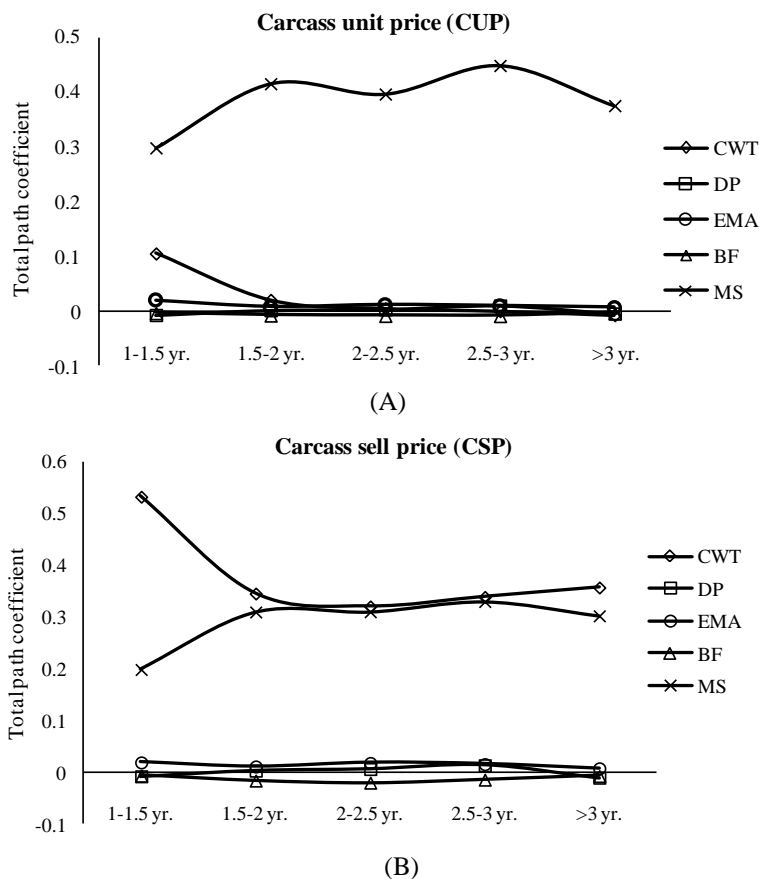 Carcass unit price (CUP)
0.5
0.4
0.3
0.2
0.1
0
-0.1
Total path coefficient
1-1.5 yr. 1.5-2 yr. 2-2.5 yr. 2.5-3 yr. >3 yr.
CWT
DP
EMA
BF
MS
(A)
Carcass sell price (CSP)
0.6
0.5
0.4
0.3
0.2
0.1
0
-0.1
Total path coefficient
1-1.5 yr. 1.5-2 yr. 2-2.5 yr. 2.5-3 yr. >3 yr.
CWT
DP
EMA
BF
MS
(B)